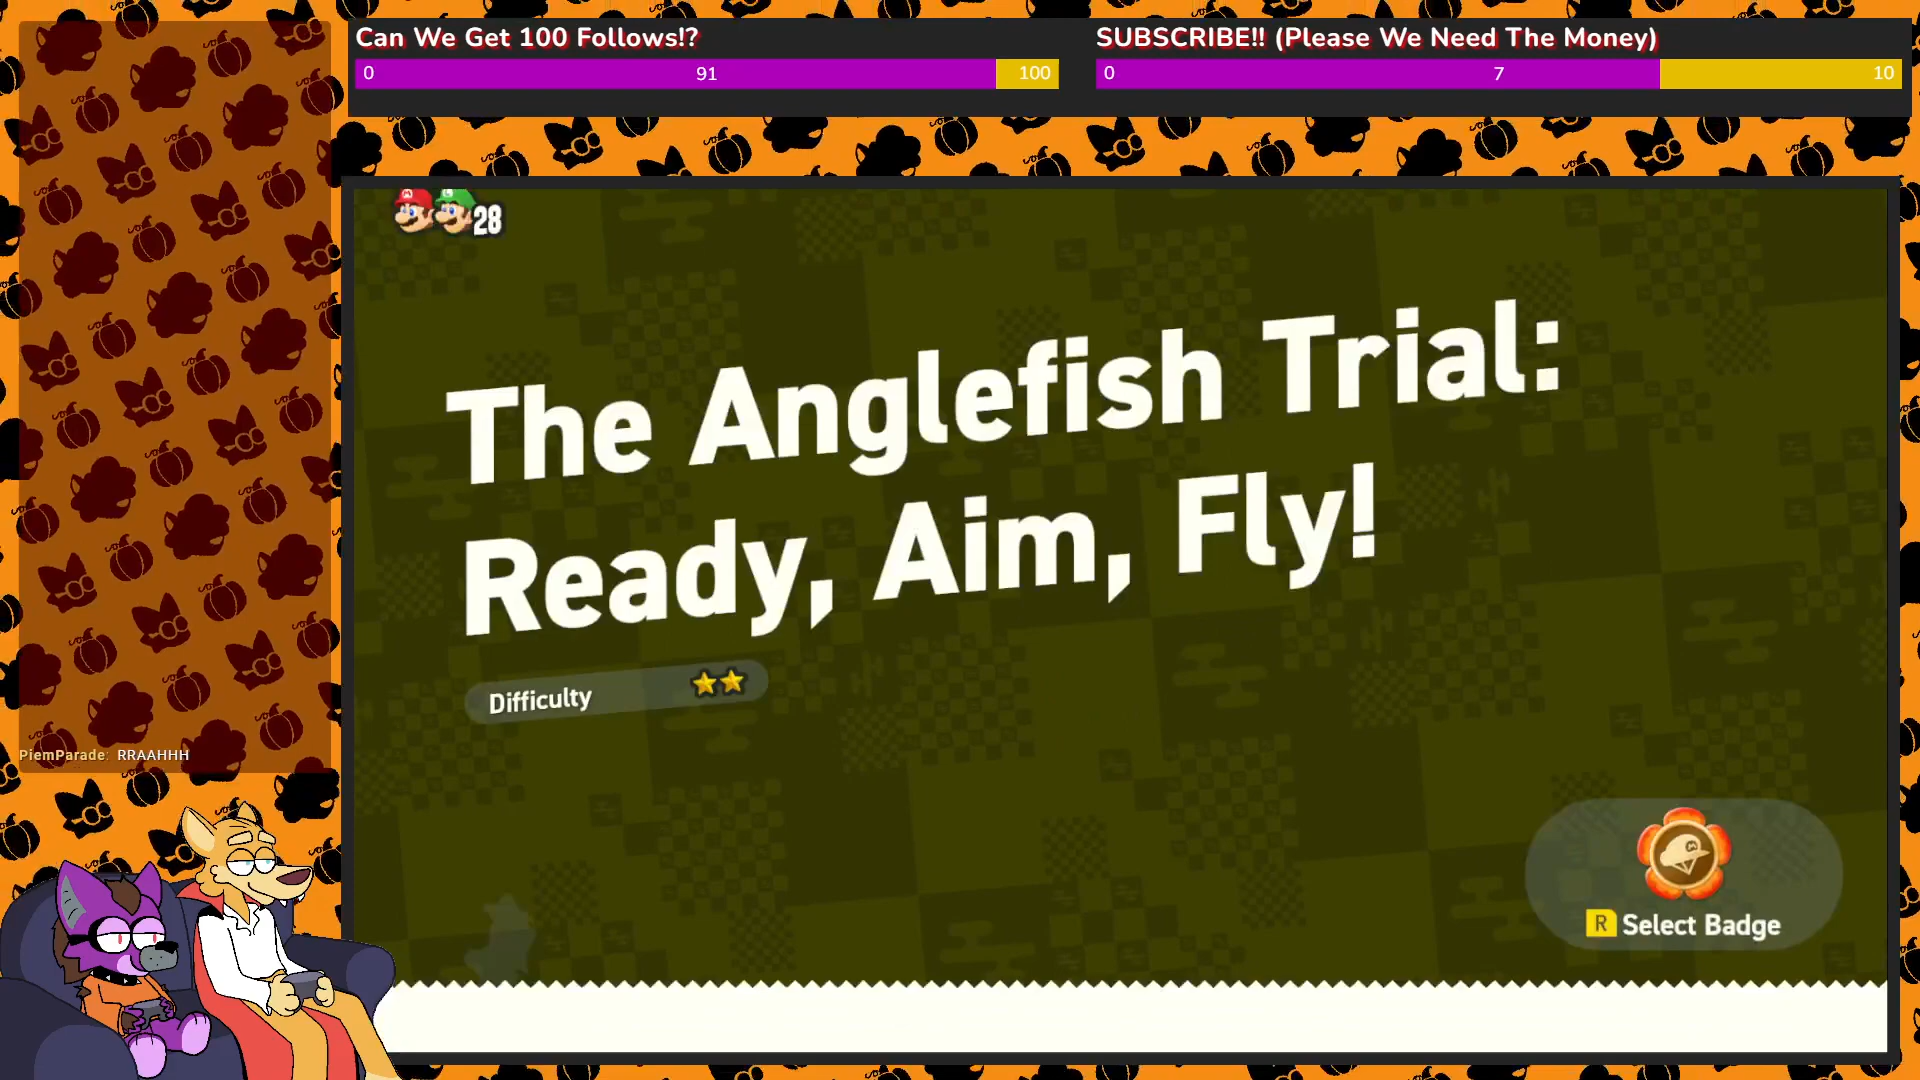 Can We Get 100 Follows!?
0 91 100
SUBSCRIBE!! (Please We Need The Money)
0 7 10
28
The Anglefish Trial:
Ready, Aim, Fly!
Difficulty
R Select Badge
PiemParade: RRAAHHH